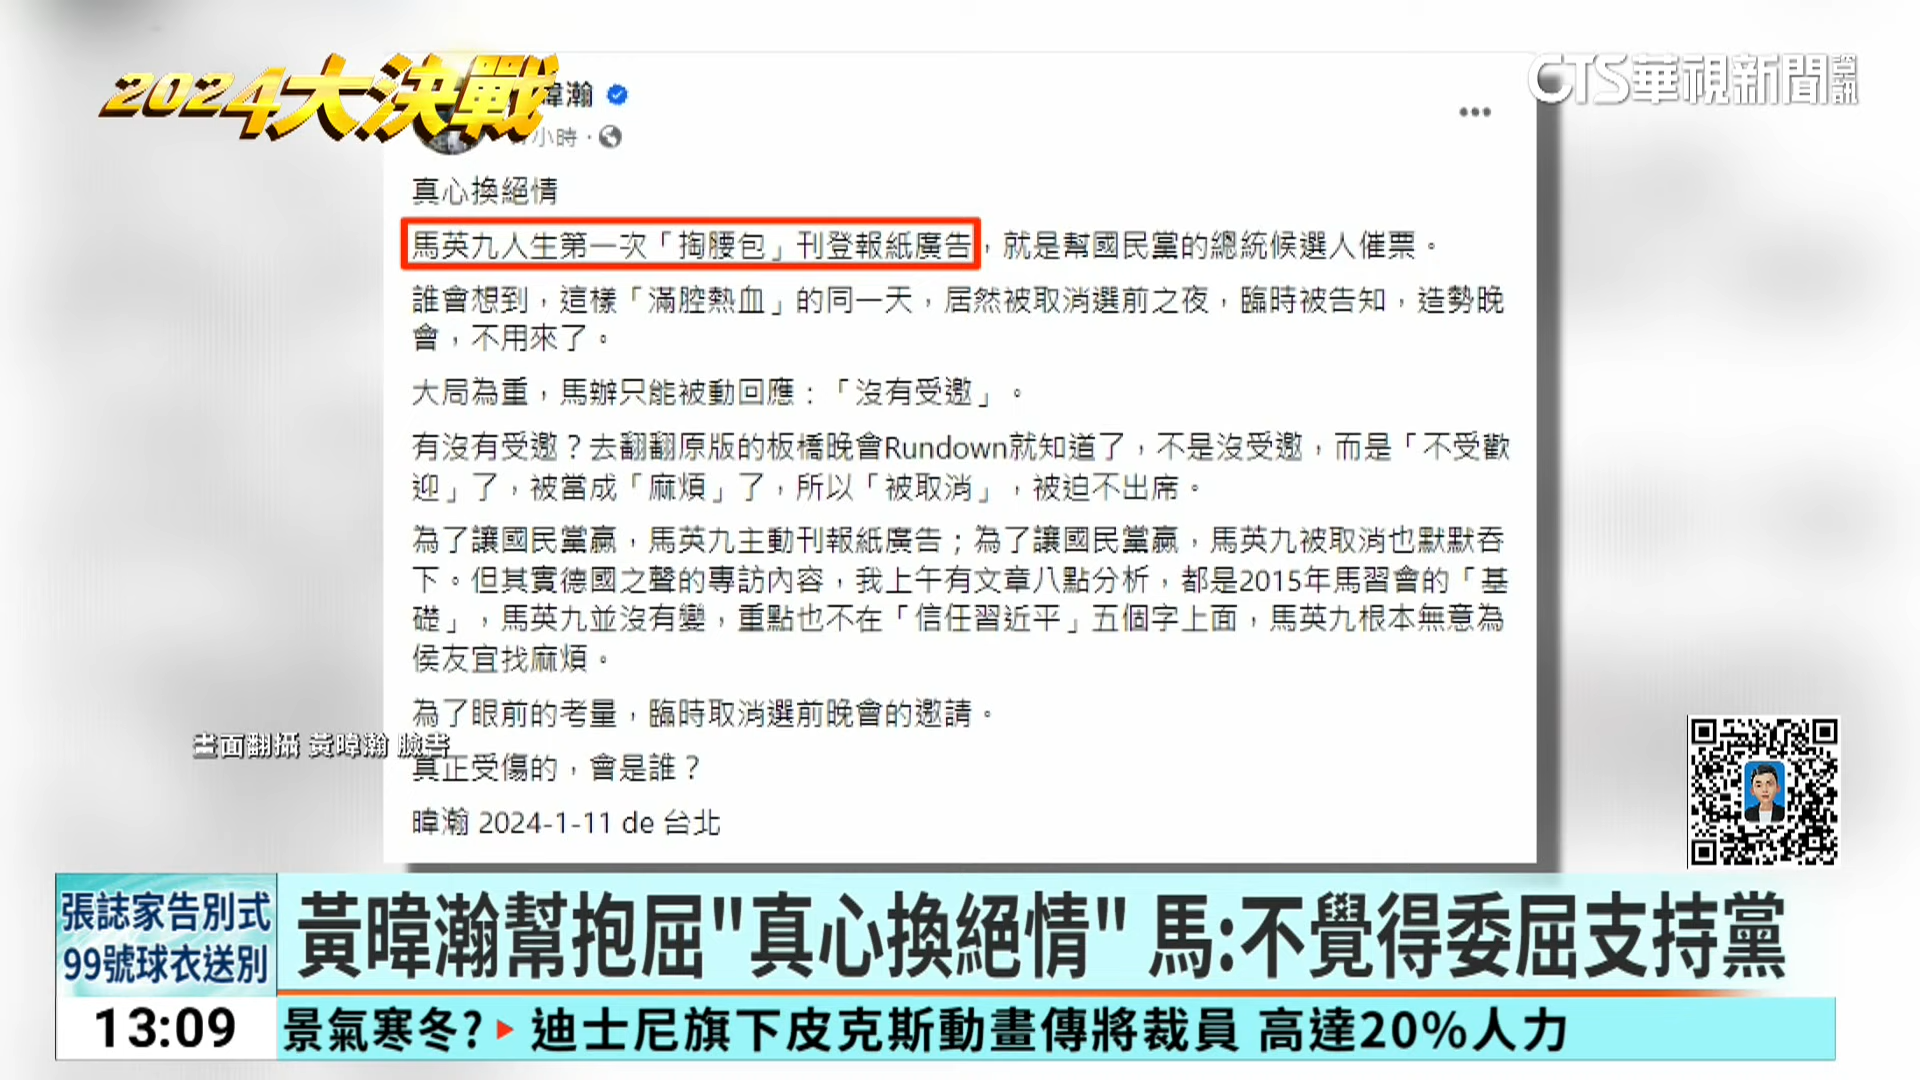 2024大決戰
暐瀚
小時
CTS華視新聞資訊
真心換絕情
馬英九人生第一次「掏腰包」刊登報紙廣告，就是幫國民黨的總統候選人催票。
誰會想到，這樣「滿腔熱血」的同一天，居然被取消選前之夜，臨時被告知，造勢晚
會，不用來了。
大局為重，馬辦只能被動回應：「沒有受邀」。
有沒有受邀？去翻翻原版的板橋晚會Rundown就知道了，不是沒受邀，而是「不受歡
迎」了，被當成「麻煩」了，所以「被取消」，被迫不出席。
為了讓國民黨贏，馬英九主動刊報紙廣告；為了讓國民黨贏，馬英九被取消也默默吞
下。但其實德國之聲的專訪內容，我上午有文章八點分析，都是2015年馬習會的「基
礎」，馬英九並沒有變，重點也不在「信任習近平」五個字上面，馬英九根本無意為
侯友宜找麻煩。
為了眼前的考量，臨時取消選前晚會的邀請。
畫面翻攝 黃暐瀚 臉書
真正受傷的，會是誰？
暐瀚 2024-1-11 de 台北
張誌家告別式
99號球衣送別
黃暐瀚幫抱屈"真心換絕情" 馬:不覺得委屈支持黨
13:09
景氣寒冬? 迪士尼旗下皮克斯動畫傳將裁員 高達20%人力